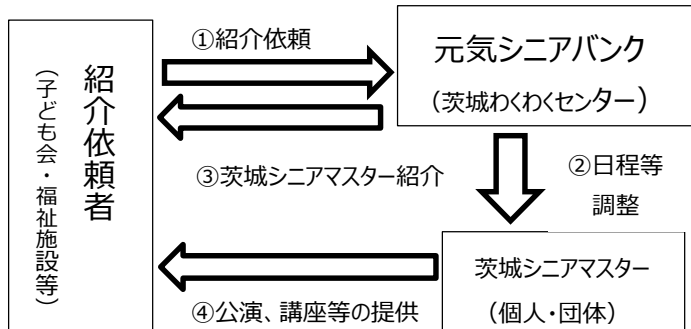 ①紹介依頼
元気シニアバンク
（茨城わくわくセンター）
紹介依頼者
（子ども会・福祉施設等）
③茨城シニアマスター紹介
②日程等
調整
茨城シニアマスター
（個人・団体）
④公演、講座等の提供